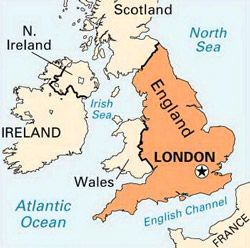 Scotland
North
Sea
N.
Ireland
England
Irish
Sea
IRELAND
LONDON
Wales
Atlantic
Ocean
English Channel
FRANCE